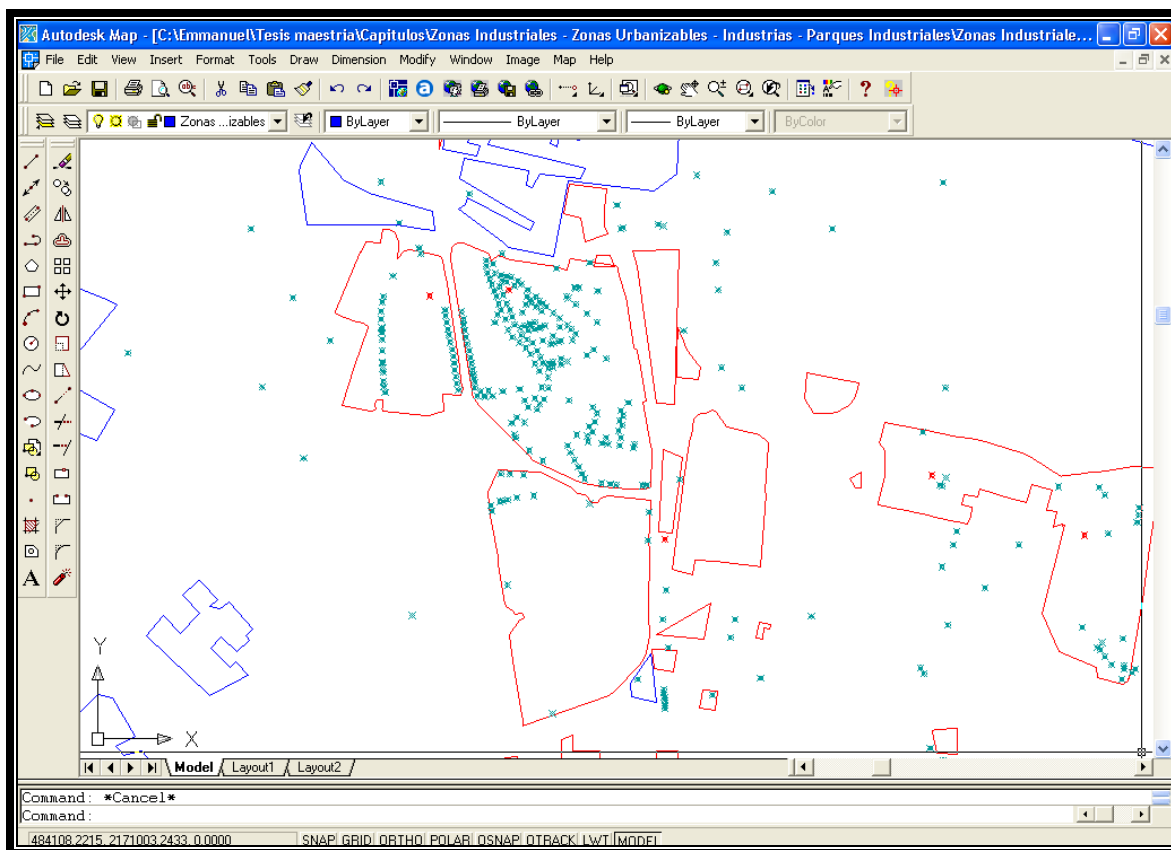 Autodesk Map - [C:\Emmanuel\Tesis maestria\Capitulos\Zonas Industriales - Zonas Urbanizables - Industrias - Parques Industriales\Zonas Industriale...
File Edit View Insert Format Tools Draw Dimension Modify Window Image Map Help
Zonas ...izables ByLayer ByLayer ByLayer ByColor
A
Y
X
Model Layout1 Layout2
Command: *Cancel*
Command:
484108.2215, 2171003.2433, 0.0000 SNAP GRID ORTHO POLAR OSNAP OTRACK LWT MODEL